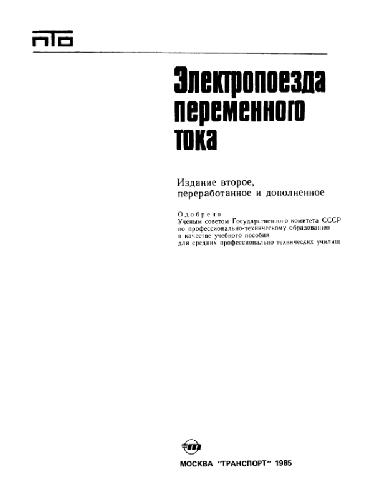 ПТО
Электропоезда
переменного
тока
Издание второе,
переработанное и дополненное
Одобрено
Ученым советом Государственного комитета СССР
по профессионально-техническому образованию
в качестве учебного пособия
для средних профессионально-технических училищ
МОСКВА "ТРАНСПОРТ" 1985